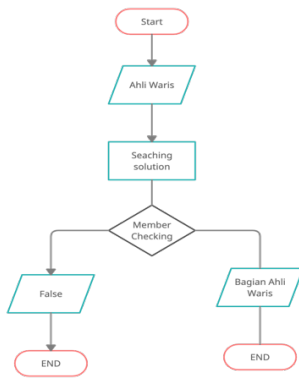 Start
Ahli Waris
Seaching
solution
Member
Checking
False
Bagian Ahli
Waris
END
END